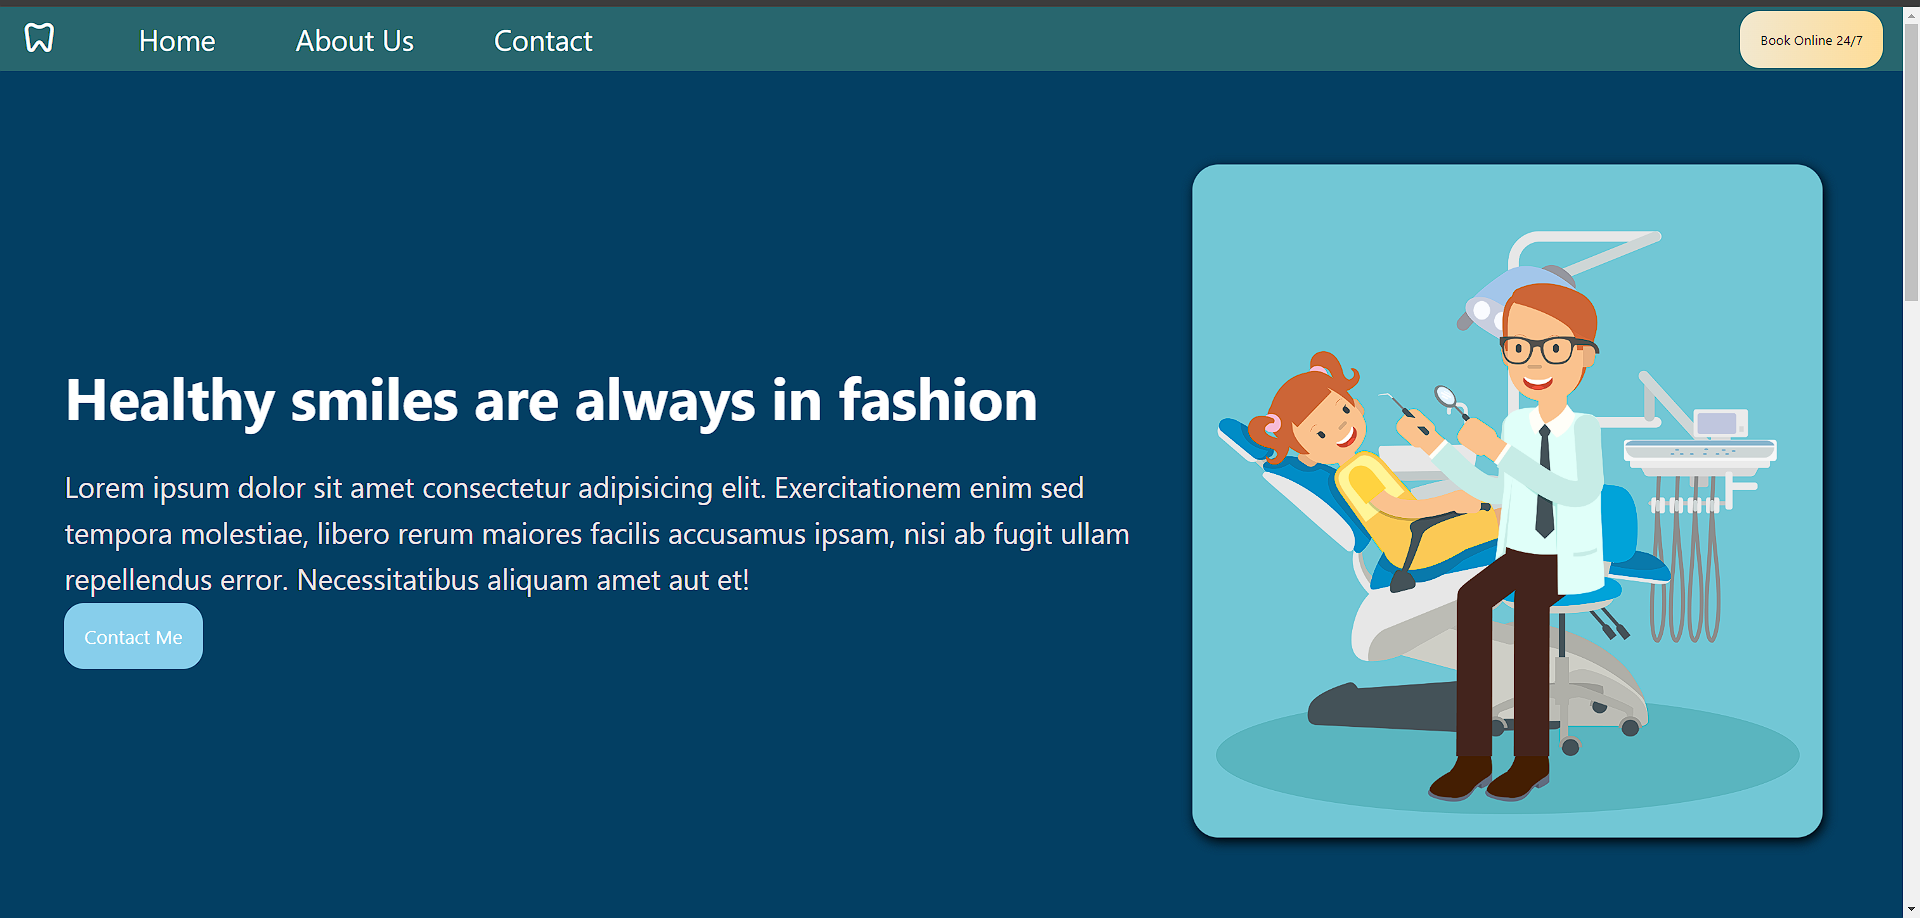 Home About Us Contact Book Online 24/7
Healthy smiles are always in fashion
Lorem ipsum dolor sit amet consectetur adipisicing elit. Exercitationem enim sed
tempora molestiae, libero rerum maiores facilis accusamus ipsam, nisi ab fugit ullam
repellendus error. Necessitatibus aliquam amet aut et!
Contact Me